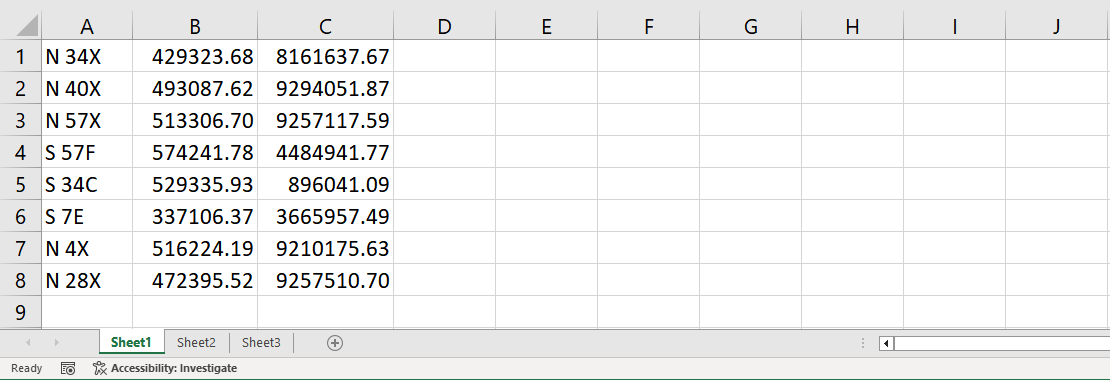 A B C D E F G H I J
1 N 34X 429323.68 8161637.67
2 N 40X 493087.62 9294051.87
3 N 57X 513306.70 9257117.59
4 S 57F 574241.78 4484941.77
5 S 34C 529335.93 896041.09
6 S 7E 337106.37 3665957.49
7 N 4X 516224.19 9210175.63
8 N 28X 472395.52 9257510.70
9
Sheet1 Sheet2 Sheet3
Ready Accessibility: Investigate